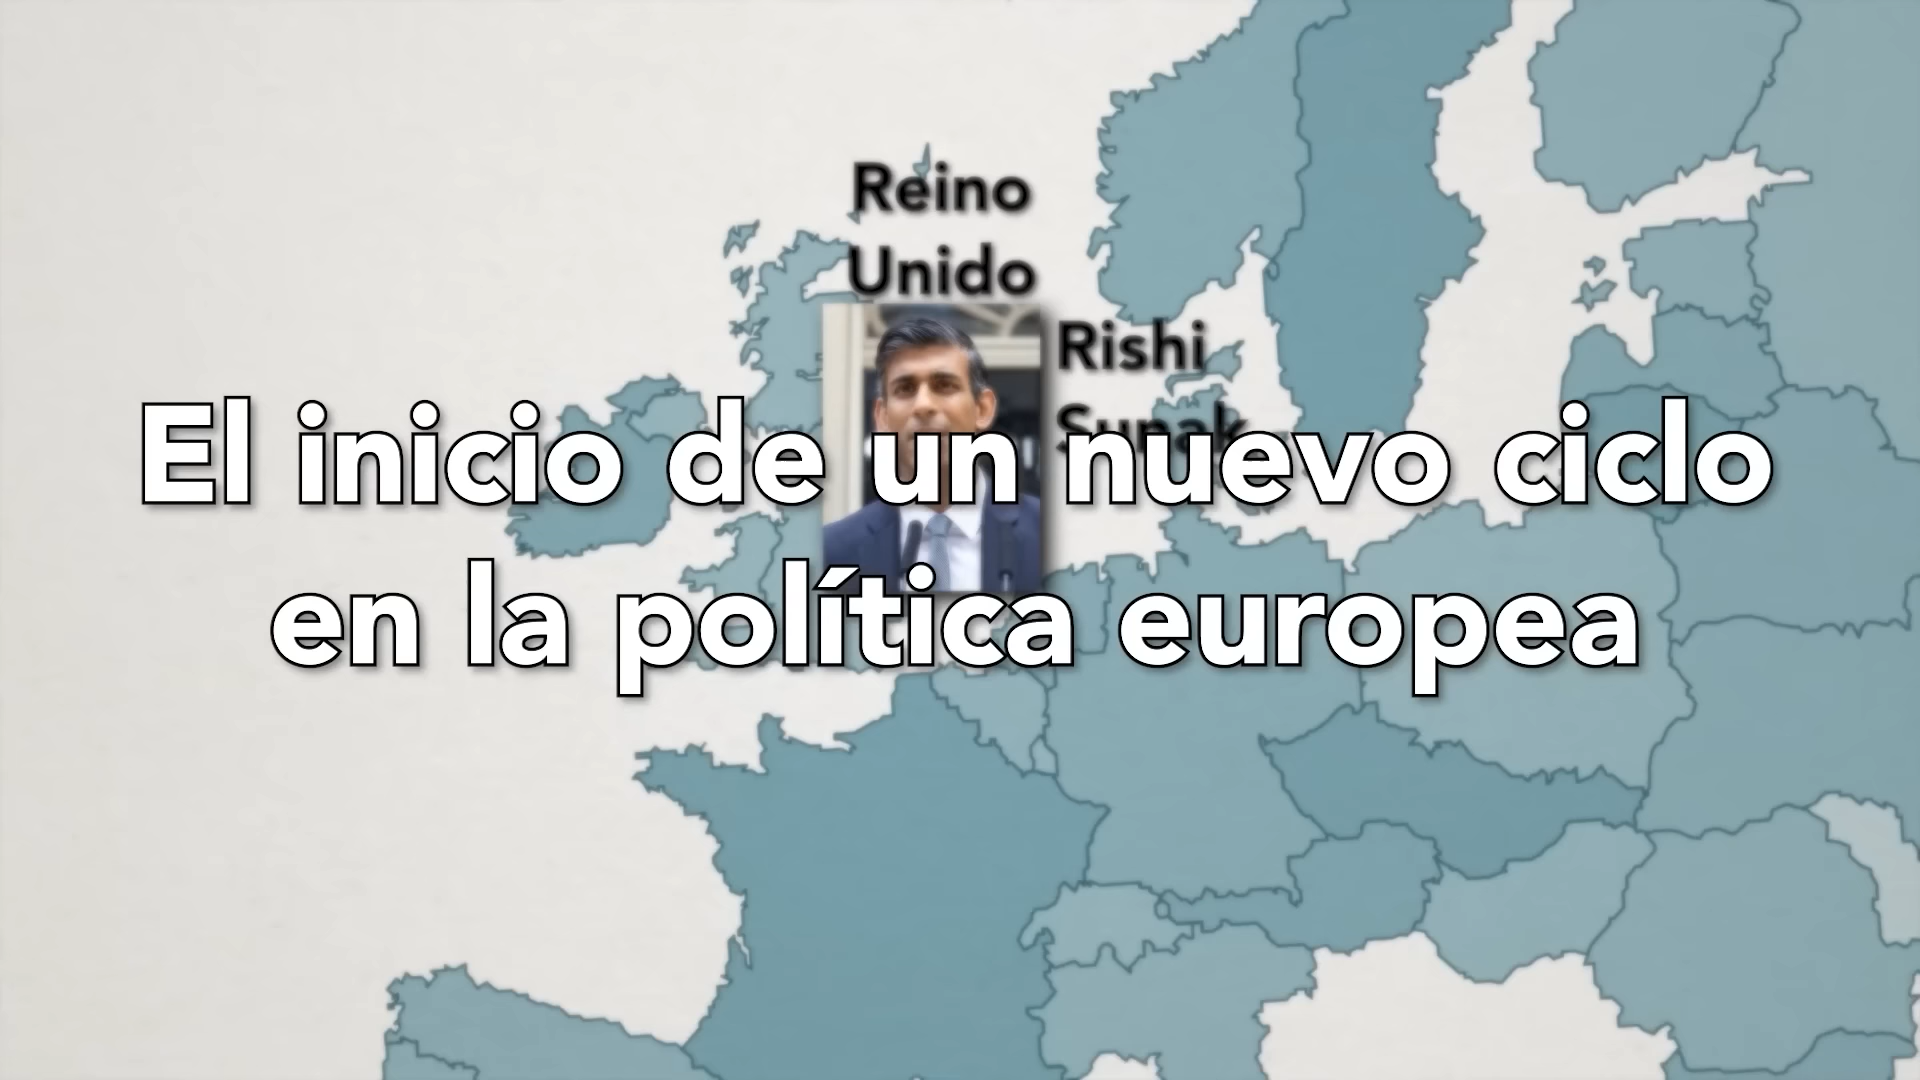 Reino
Unido
Rishi
Sunak
El inicio de un nuevo ciclo
en la política europea